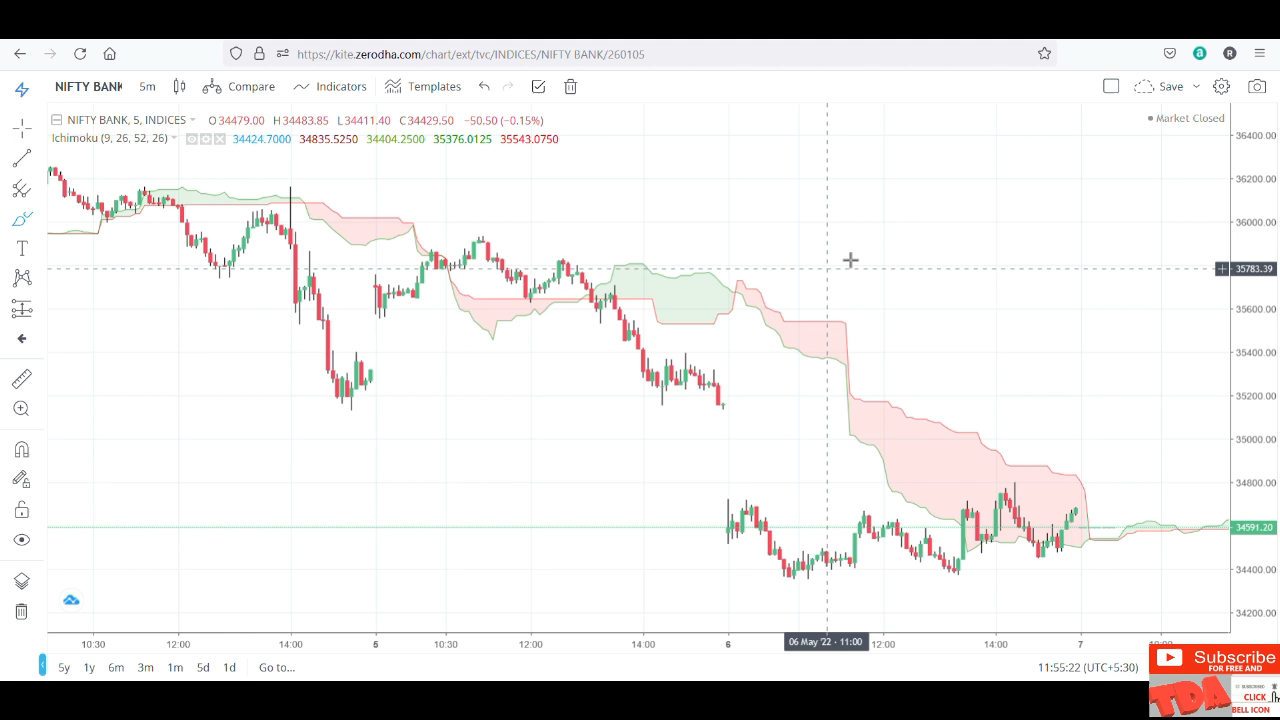 https://kite.zerodha.com/chart/ext/tvc/INDICES/NIFTY BANK/260105
a
R
NIFTY BANK 5m Compare Indicators Templates Save
NIFTY BANK, 5, INDICES O34479.00 H34483.85 L34411.40 C34429.50 −50.50 (−0.15%)
Market Closed
Ichimoku (9, 26, 52, 26) 34424.7000 34835.5250 34404.2500 35376.0125 35543.0750
36400.00
36200.00
36000.00
35783.39
35600.00
35400.00
35200.00
35000.00
34800.00
34591.20
34400.00
34200.00
10:30 12:00 14:00 5 10:30 12:00 14:00 6 06 May '22 - 11:00 12:00 14:00 7
5y 1y 6m 3m 1m 5d 1d Go to... 11:55:22 (UTC+5:30)
Subscribe
FOR FREE AND
TDA
SUBSCRIBED
CLICK
BELL ICON